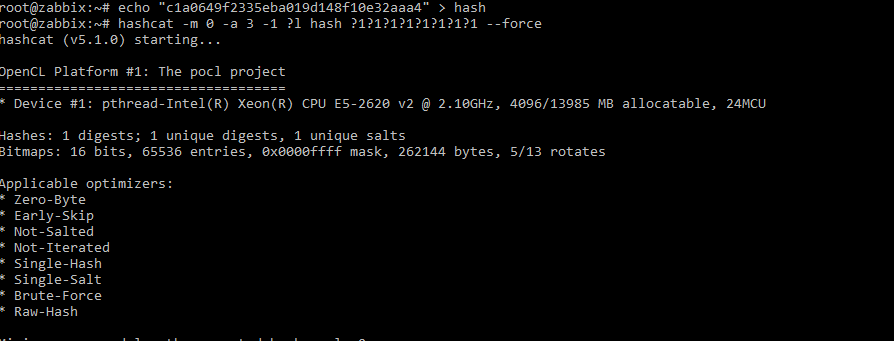 root@zabbix:~# echo "c1a0649f2335eba019d148f10e32aaa4" > hash
root@zabbix:~# hashcat -m 0 -a 3 -1 ?l hash ?1?1?1?1?1?1?1?1 --force
hashcat (v5.1.0) starting...
OpenCL Platform #1: The pocl project
====================================
* Device #1: pthread-Intel(R) Xeon(R) CPU E5-2620 v2 @ 2.10GHz, 4096/13985 MB allocatable, 24MCU
Hashes: 1 digests; 1 unique digests, 1 unique salts
Bitmaps: 16 bits, 65536 entries, 0x0000ffff mask, 262144 bytes, 5/13 rotates
Applicable optimizers:
* Zero-Byte
* Early-Skip
* Not-Salted
* Not-Iterated
* Single-Hash
* Single-Salt
* Brute-Force
* Raw-Hash